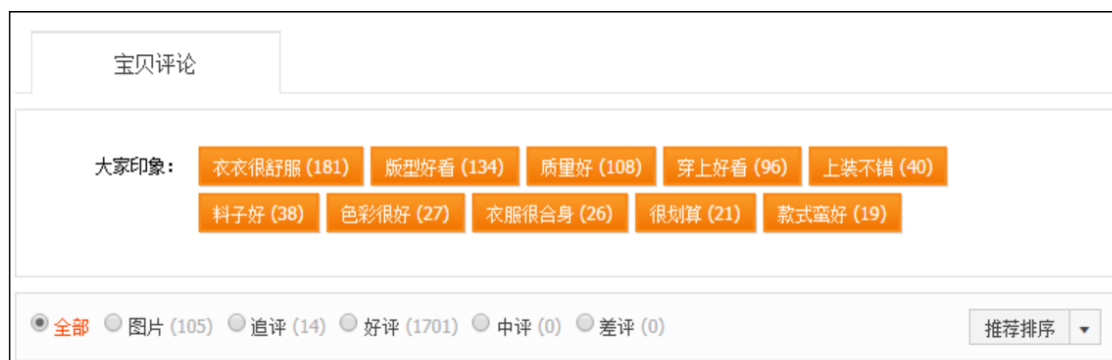 宝贝评论
大家印象： 衣衣很舒服 (181) 版型好看 (134) 质量好 (108) 穿上好看 (96) 上装不错 (40)
料子好 (38) 色彩很好 (27) 衣服很合身 (26) 很划算 (21) 款式蛮好 (19)
全部 图片 (105) 追评 (14) 好评 (1701) 中评 (0) 差评 (0) 推荐排序